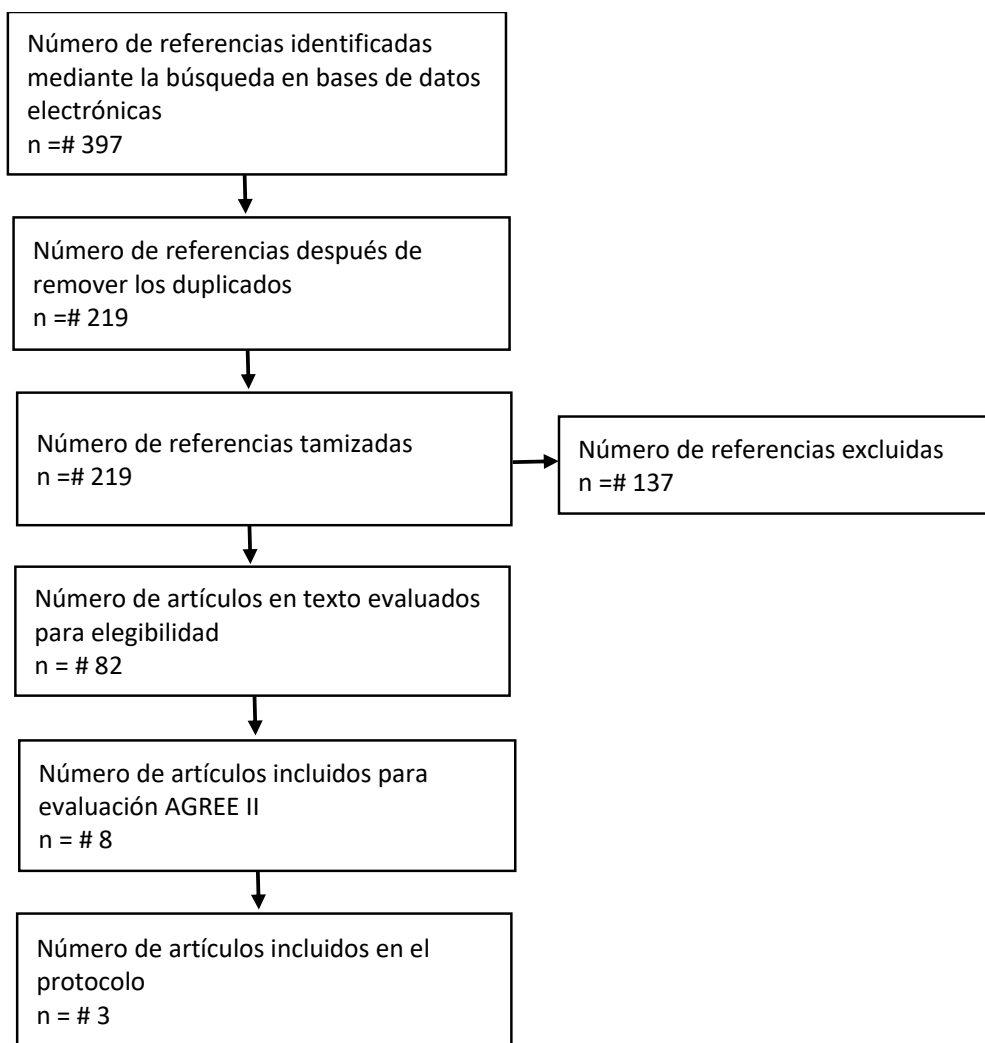 Número de referencias identificadas
mediante la búsqueda en bases de datos
electrónicas
n =# 397
Número de referencias después de
remover los duplicados
n =# 219
Número de referencias tamizadas
n =# 219
Número de referencias excluidas
n =# 137
Número de artículos en texto evaluados
para elegibilidad
n = # 82
Número de artículos incluidos para
evaluación AGREE II
n = # 8
Número de artículos incluidos en el
protocolo
n = # 3